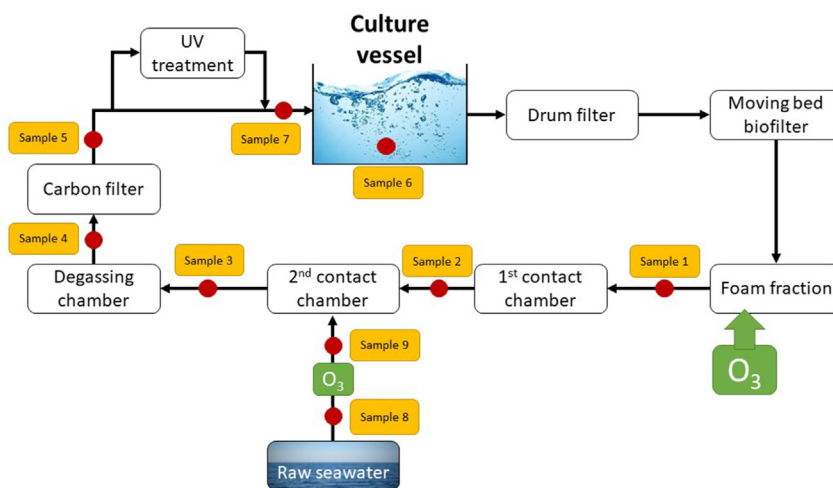 UV
treatment
Culture
vessel
Sample 5
Sample 7
Drum filter
Moving bed
biofilter
Sample 6
Carbon filter
Sample 4
Sample 3
Sample 2
Sample 1
Degassing
chamber
2nd contact
chamber
1st contact
chamber
Foam fraction
Sample 9
O3
O3
Sample 8
Raw seawater